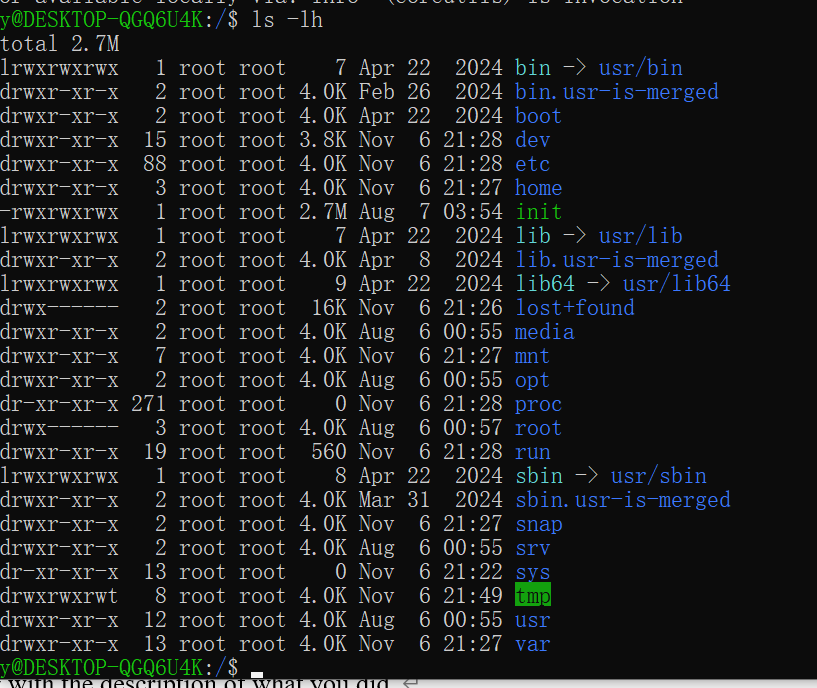 or available locally via: info '(coreutils) ls invocation'
y@DESKTOP-QGQ6U4K:/$ ls -lh
total 2.7M
lrwxrwxrwx   1 root root    7 Apr 22  2024 bin -> usr/bin
drwxr-xr-x   2 root root 4.0K Feb 26  2024 bin.usr-is-merged
drwxr-xr-x   2 root root 4.0K Apr 22  2024 boot
drwxr-xr-x  15 root root 3.8K Nov  6 21:28 dev
drwxr-xr-x  88 root root 4.0K Nov  6 21:28 etc
drwxr-xr-x   3 root root 4.0K Nov  6 21:27 home
-rwxrwxrwx   1 root root 2.7M Aug  7 03:54 init
lrwxrwxrwx   1 root root    7 Apr 22  2024 lib -> usr/lib
drwxr-xr-x   2 root root 4.0K Apr  8  2024 lib.usr-is-merged
lrwxrwxrwx   1 root root    9 Apr 22  2024 lib64 -> usr/lib64
drwx------   2 root root  16K Nov  6 21:26 lost+found
drwxr-xr-x   2 root root 4.0K Aug  6 00:55 media
drwxr-xr-x   7 root root 4.0K Nov  6 21:27 mnt
drwxr-xr-x   2 root root 4.0K Aug  6 00:55 opt
dr-xr-xr-x 271 root root    0 Nov  6 21:28 proc
drwx------   3 root root 4.0K Aug  6 00:57 root
drwxr-xr-x  19 root root  560 Nov  6 21:28 run
lrwxrwxrwx   1 root root    8 Apr 22  2024 sbin -> usr/sbin
drwxr-xr-x   2 root root 4.0K Mar 31  2024 sbin.usr-is-merged
drwxr-xr-x   2 root root 4.0K Nov  6 21:27 snap
drwxr-xr-x   2 root root 4.0K Aug  6 00:55 srv
dr-xr-xr-x  13 root root    0 Nov  6 21:22 sys
drwxrwxrwt   8 root root 4.0K Nov  6 21:49 tmp
drwxr-xr-x  12 root root 4.0K Aug  6 00:55 usr
drwxr-xr-x  13 root root 4.0K Nov  6 21:27 var
y@DESKTOP-QGQ6U4K:/$
with the description of what you did